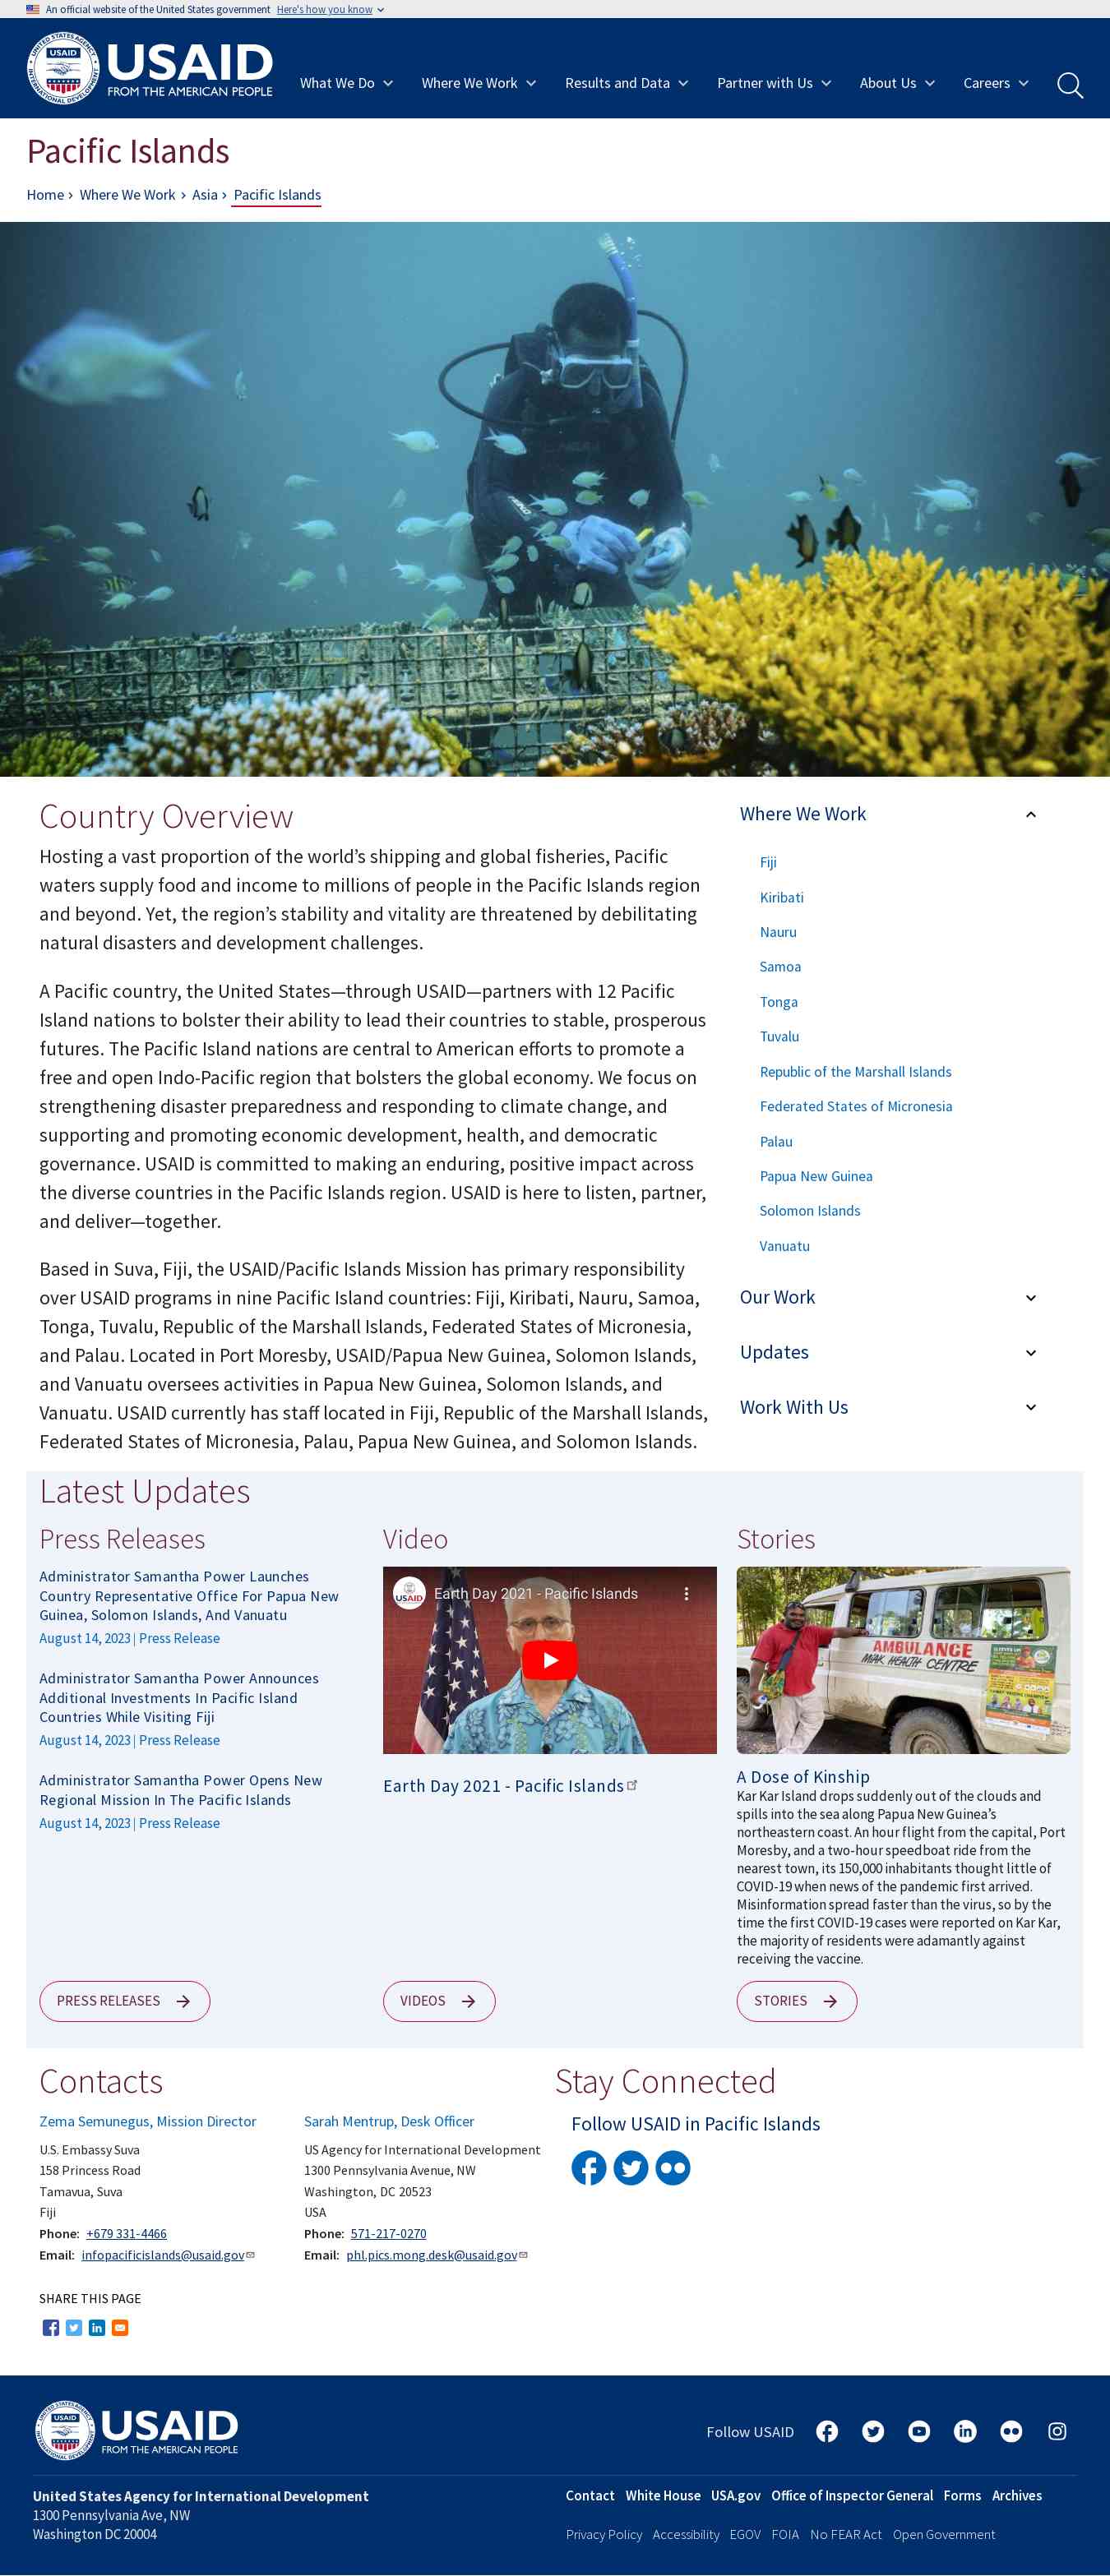 An official website of the United States government Here's how you know
USAID
USAID
FROM THE AMERICAN PEOPLE
What We Do
Where We Work
Results and Data
Partner with Us
About Us
Careers
Pacific Islands
Home › Where We Work › Asia › Pacific Islands
Country Overview
Hosting a vast proportion of the world’s shipping and global fisheries, Pacific
waters supply food and income to millions of people in the Pacific Islands region
and beyond. Yet, the region’s stability and vitality are threatened by debilitating
natural disasters and development challenges.
A Pacific country, the United States—through USAID—partners with 12 Pacific
Island nations to bolster their ability to lead their countries to stable, prosperous
futures. The Pacific Island nations are central to American efforts to promote a
free and open Indo-Pacific region that bolsters the global economy. We focus on
strengthening disaster preparedness and responding to climate change, and
supporting and promoting economic development, health, and democratic
governance. USAID is committed to making an enduring, positive impact across
the diverse countries in the Pacific Islands region. USAID is here to listen, partner,
and deliver—together.
Based in Suva, Fiji, the USAID/Pacific Islands Mission has primary responsibility
over USAID programs in nine Pacific Island countries: Fiji, Kiribati, Nauru, Samoa,
Tonga, Tuvalu, Republic of the Marshall Islands, Federated States of Micronesia,
and Palau. Located in Port Moresby, USAID/Papua New Guinea, Solomon Islands,
and Vanuatu oversees activities in Papua New Guinea, Solomon Islands, and
Vanuatu. USAID currently has staff located in Fiji, Republic of the Marshall Islands,
Federated States of Micronesia, Palau, Papua New Guinea, and Solomon Islands.
Where We Work
Fiji
Kiribati
Nauru
Samoa
Tonga
Tuvalu
Republic of the Marshall Islands
Federated States of Micronesia
Palau
Papua New Guinea
Solomon Islands
Vanuatu
Our Work
Updates
Work With Us
Latest Updates
Press Releases
Administrator Samantha Power Launches
Country Representative Office For Papua New
Guinea, Solomon Islands, And Vanuatu
August 14, 2023 | Press Release
Administrator Samantha Power Announces
Additional Investments In Pacific Island
Countries While Visiting Fiji
August 14, 2023 | Press Release
Administrator Samantha Power Opens New
Regional Mission In The Pacific Islands
August 14, 2023 | Press Release
PRESS RELEASES
Video
USAID
Earth Day 2021 - Pacific Islands
Earth Day 2021 - Pacific Islands
VIDEOS
Stories
AMBULANCE
MIAK HEALTH CENTRE
A Dose of Kinship
Kar Kar Island drops suddenly out of the clouds and
spills into the sea along Papua New Guinea’s
northeastern coast. An hour flight from the capital, Port
Moresby, and a two-hour speedboat ride from the
nearest town, its 150,000 inhabitants thought little of
COVID-19 when news of the pandemic first arrived.
Misinformation spread faster than the virus, so by the
time the first COVID-19 cases were reported on Kar Kar,
the majority of residents were adamantly against
receiving the vaccine.
STORIES
Contacts
Zema Semunegus, Mission Director
U.S. Embassy Suva
158 Princess Road
Tamavua, Suva
Fiji
Phone: +679 331-4466
Email: infopacificislands@usaid.gov
Sarah Mentrup, Desk Officer
US Agency for International Development
1300 Pennsylvania Avenue, NW
Washington, DC 20523
USA
Phone: 571-217-0270
Email: phl.pics.mong.desk@usaid.gov
Stay Connected
Follow USAID in Pacific Islands
SHARE THIS PAGE
USAID
USAID
FROM THE AMERICAN PEOPLE
Follow USAID
United States Agency for International Development
1300 Pennsylvania Ave, NW
Washington DC 20004
Contact White House USA.gov Office of Inspector General Forms Archives
Privacy Policy Accessibility EGOV FOIA No FEAR Act Open Government